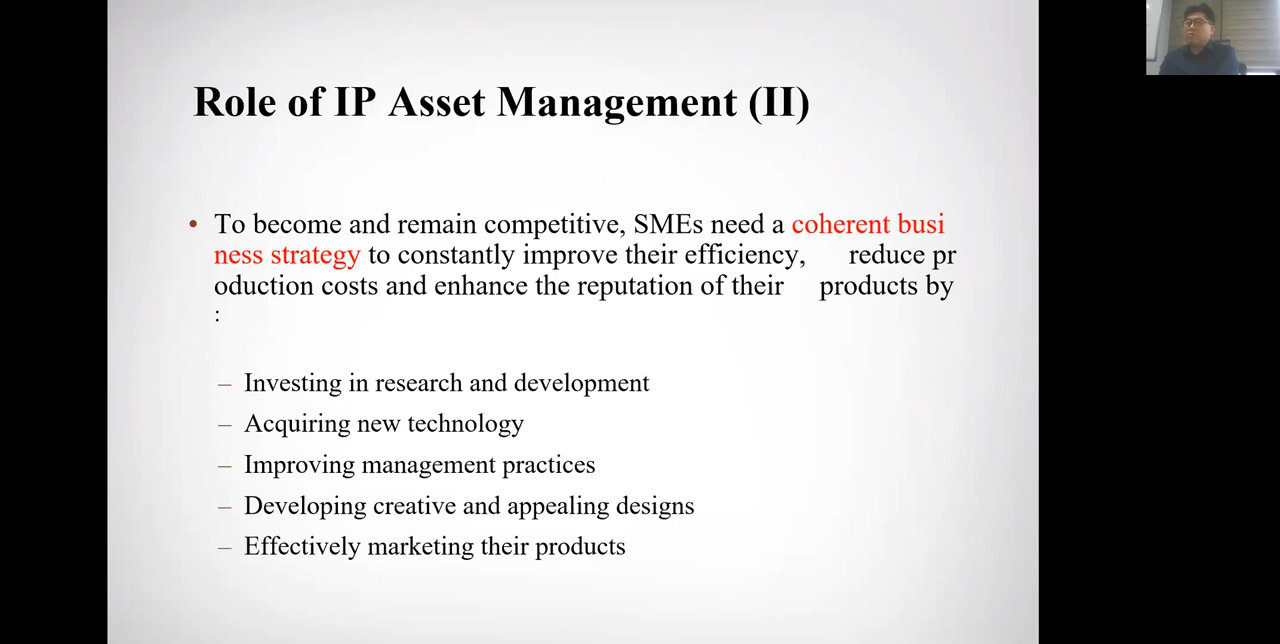 Role of IP Asset Management (II)
• To become and remain competitive, SMEs need a coherent busi
ness strategy to constantly improve their efficiency, reduce pr
oduction costs and enhance the reputation of their products by
:
– Investing in research and development
– Acquiring new technology
– Improving management practices
– Developing creative and appealing designs
– Effectively marketing their products